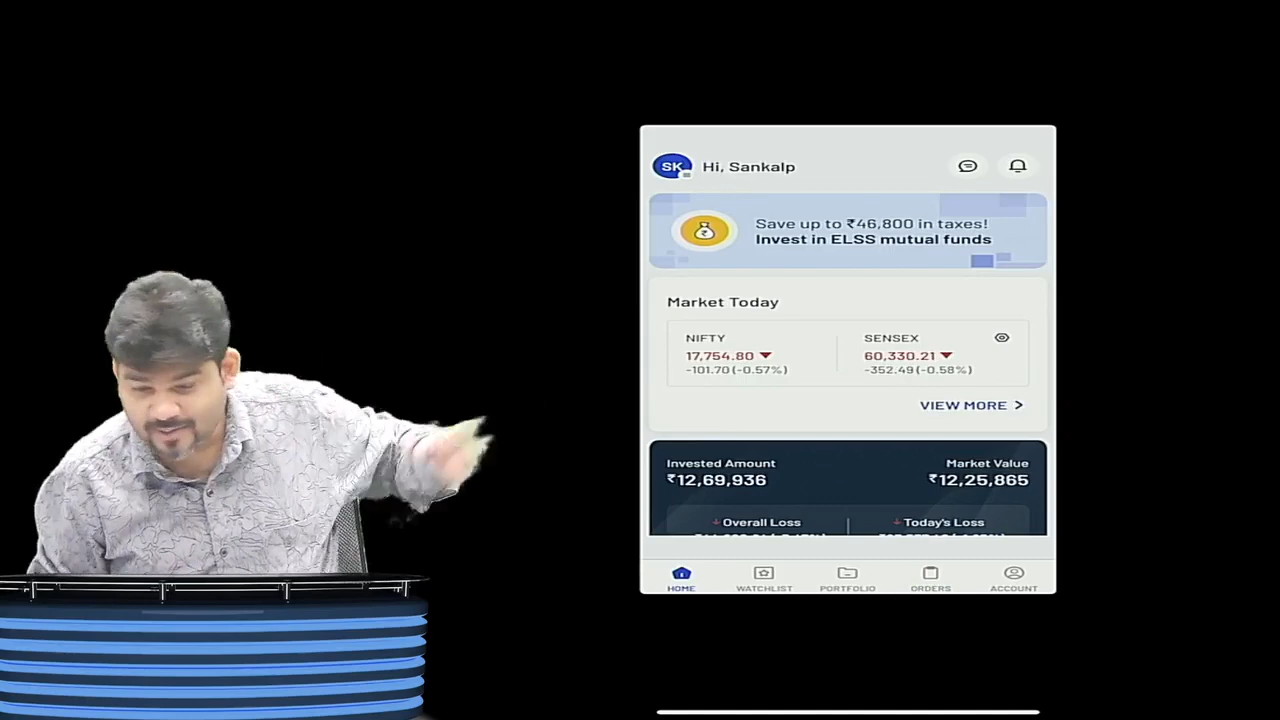 SK Hi, Sankalp
Save up to ₹46,800 in taxes!
Invest in ELSS mutual funds
Market Today
NIFTY
17,754.80
-101.70 (-0.57%)
SENSEX
60,330.21
-352.49 (-0.58%)
VIEW MORE >
Invested Amount
₹12,69,936
Market Value
₹12,25,865
Overall Loss
Today's Loss
HOME
WATCHLIST
PORTFOLIO
ORDERS
ACCOUNT